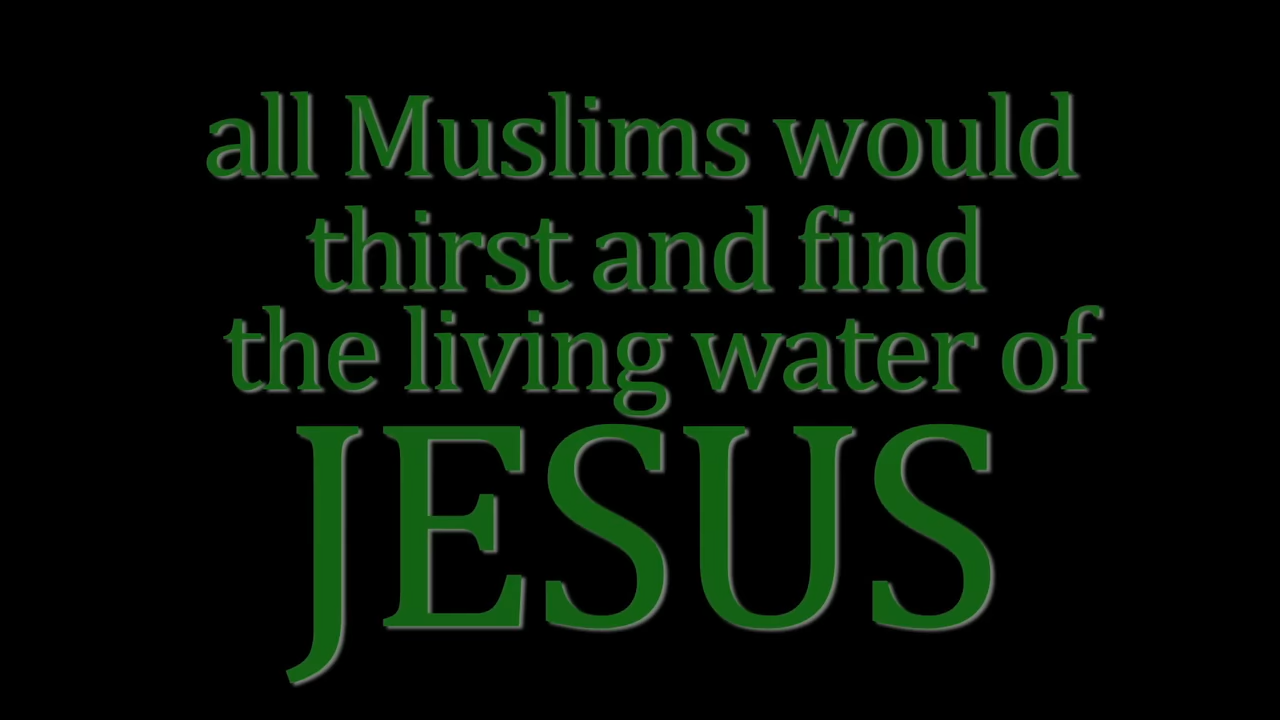 all Muslims would
thirst and find
the living water of
JESUS